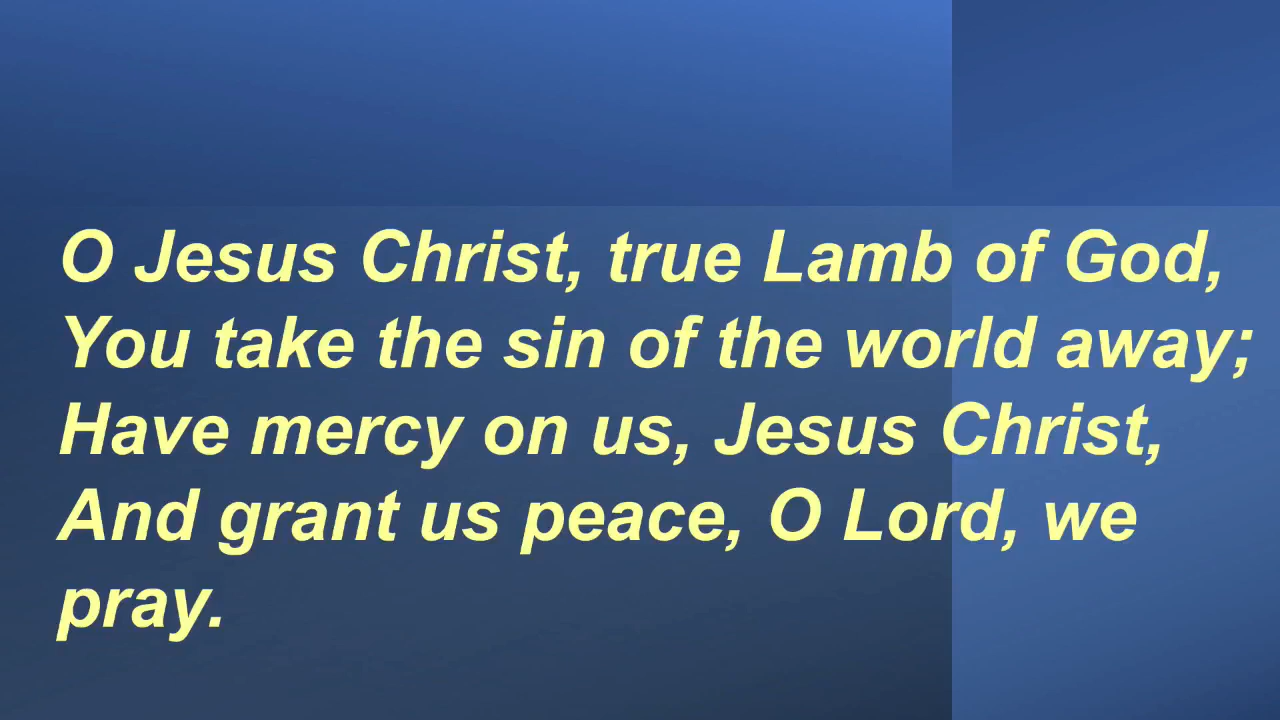 O Jesus Christ, true Lamb of God,
You take the sin of the world away;
Have mercy on us, Jesus Christ,
And grant us peace, O Lord, we
pray.